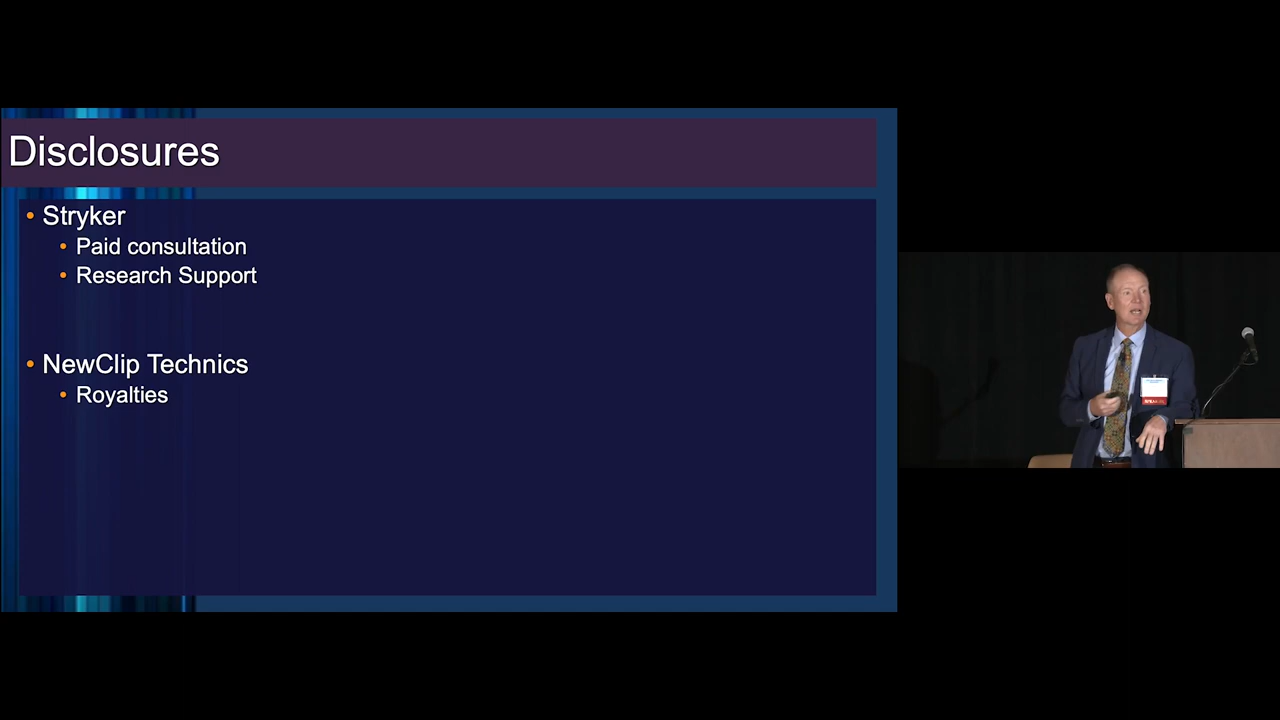 Disclosures
• Stryker
• Paid consultation
• Research Support
• NewClip Technics
• Royalties